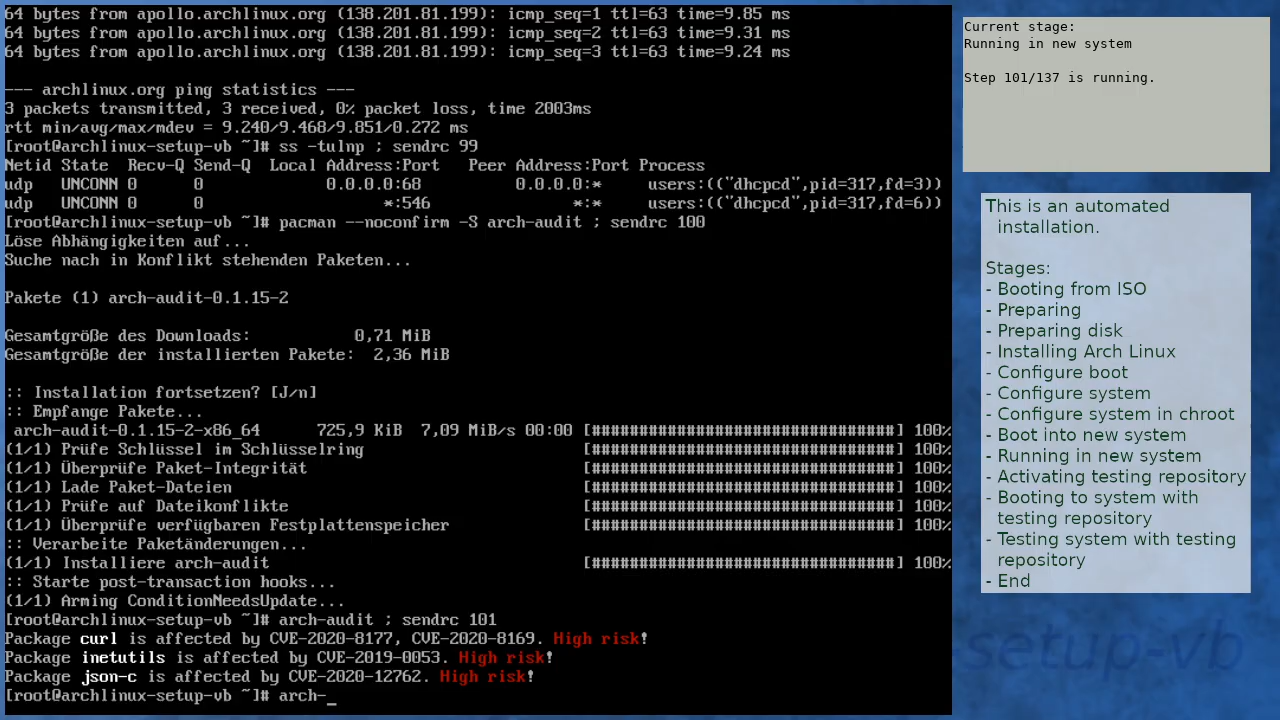 64 bytes from apollo.archlinux.org (138.201.81.199): icmp_seq=1 ttl=63 time=9.85 ms
64 bytes from apollo.archlinux.org (138.201.81.199): icmp_seq=2 ttl=63 time=9.31 ms
64 bytes from apollo.archlinux.org (138.201.81.199): icmp_seq=3 ttl=63 time=9.24 ms

--- archlinux.org ping statistics ---
3 packets transmitted, 3 received, 0% packet loss, time 2003ms
rtt min/avg/max/mdev = 9.240/9.468/9.851/0.272 ms
[root@archlinux-setup-vb ~]# ss -tulnp ; sendrc 99
Netid State  Recv-Q Send-Q  Local Address:Port   Peer Address:Port Process
udp   UNCONN 0      0             0.0.0.0:68          0.0.0.0:*     users:(("dhcpcd",pid=317,fd=3))
udp   UNCONN 0      0                   *:546               *:*     users:(("dhcpcd",pid=317,fd=6))
[root@archlinux-setup-vb ~]# pacman --noconfirm -S arch-audit ; sendrc 100
Löse Abhängigkeiten auf...
Suche nach in Konflikt stehenden Paketen...

Pakete (1) arch-audit-0.1.15-2

Gesamtgröße des Downloads:           0,71 MiB
Gesamtgröße der installierten Pakete:  2,36 MiB

:: Installation fortsetzen? [J/n]
:: Empfange Pakete...
 arch-audit-0.1.15-2-x86_64      725,9 KiB  7,09 MiB/s 00:00 [################################] 100%
(1/1) Prüfe Schlüssel im Schlüsselring                       [################################] 100%
(1/1) Überprüfe Paket-Integrität                             [################################] 100%
(1/1) Lade Paket-Dateien                                     [################################] 100%
(1/1) Prüfe auf Dateikonflikte                               [################################] 100%
(1/1) Überprüfe verfügbaren Festplattenspeicher              [################################] 100%
:: Verarbeite Paketänderungen...
(1/1) Installiere arch-audit                                 [################################] 100%
:: Starte post-transaction hooks...
(1/1) Arming ConditionNeedsUpdate...
[root@archlinux-setup-vb ~]# arch-audit ; sendrc 101
Package curl is affected by CVE-2020-8177, CVE-2020-8169. High risk!
Package inetutils is affected by CVE-2019-0053. High risk!
Package json-c is affected by CVE-2020-12762. High risk!
[root@archlinux-setup-vb ~]# arch-_
Current stage:
Running in new system

Step 101/137 is running.
This is an automated
installation.

Stages:
- Booting from ISO
- Preparing
- Preparing disk
- Installing Arch Linux
- Configure boot
- Configure system
- Configure system in chroot
- Boot into new system
- Running in new system
- Activating testing repository
- Booting to system with
testing repository
- Testing system with testing
repository
- End
setup-vb